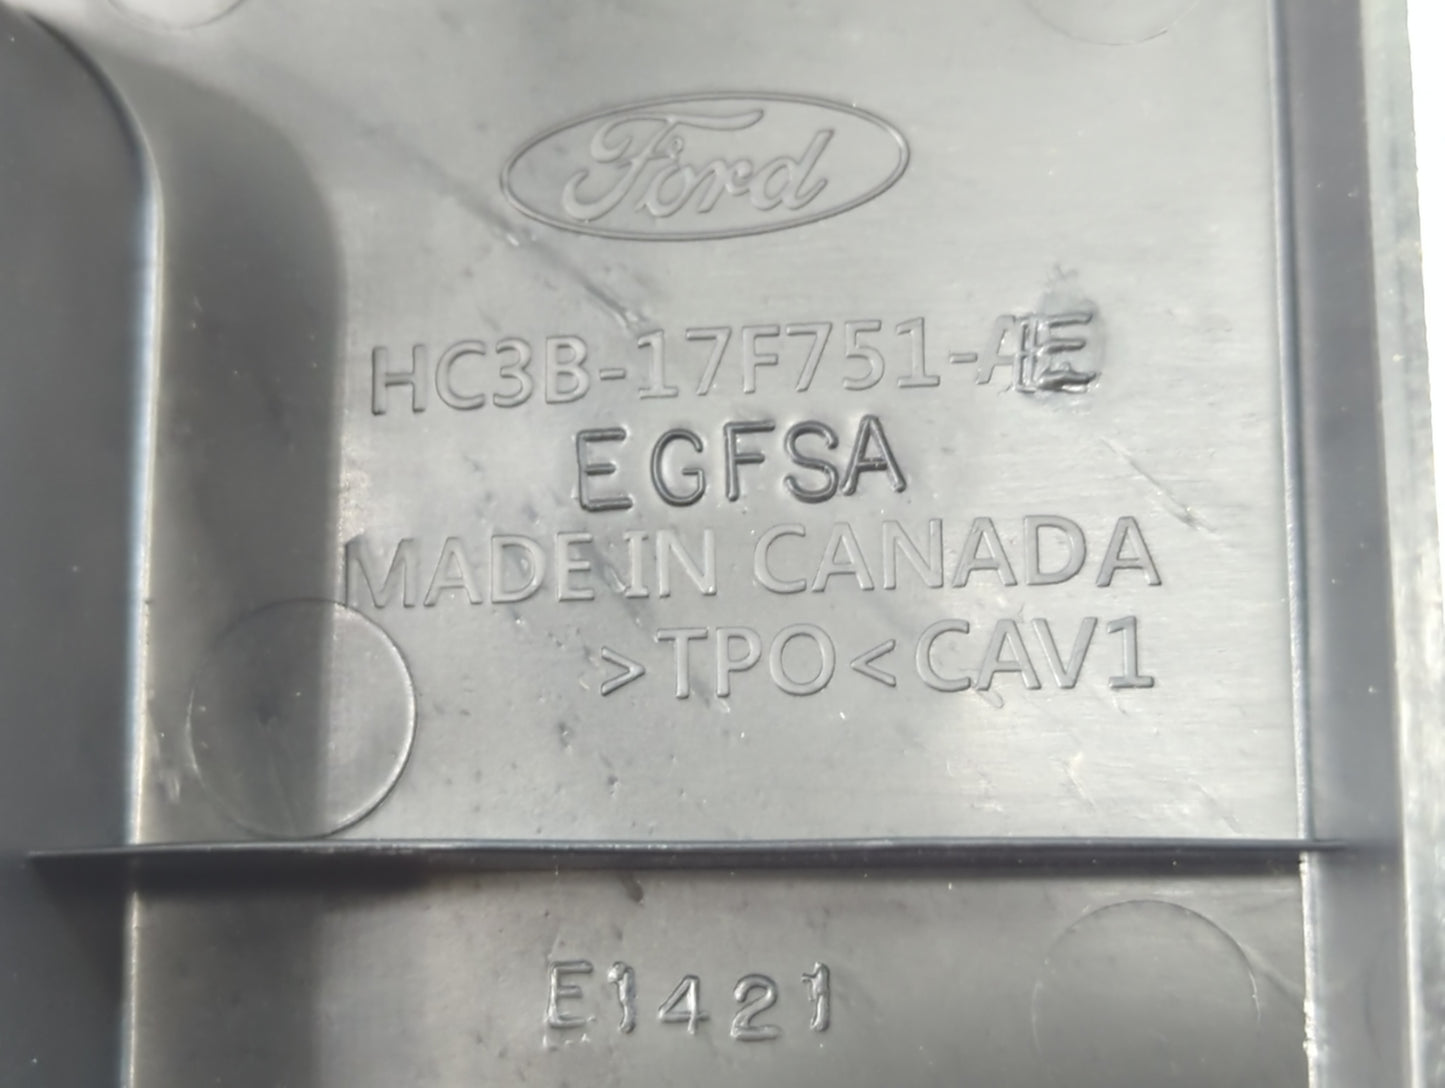 Ford
HC3B-17F751-AE
EGFSA
MADE IN CANADA
>TPO< CAV1
E1421